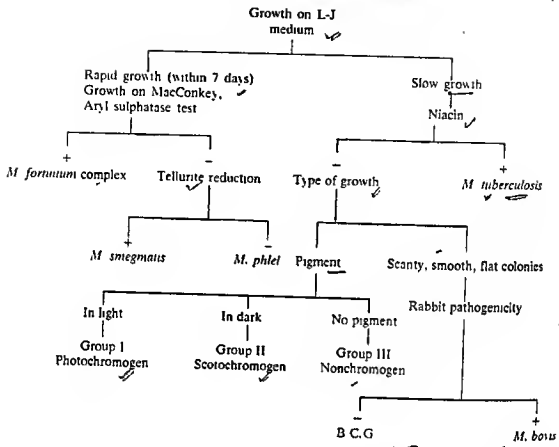 Growth on L-J
medium
Rapid growth (within 7 days)
Growth on MacConkey,
Aryl sulphatase test
Slow growth
Niacin
+
M fortuitum complex
−
Tellurite reduction
−
Type of growth
+
M tuberculosis
+
M smegmatis
−
M. phlei
Pigment
Scanty, smooth, flat colonies
In light
Group I
Photochromogen
In dark
Group II
Scotochromogen
No pigment
Group III
Nonchromogen
Rabbit pathogenicity
−
B C.G
+
M. bovis